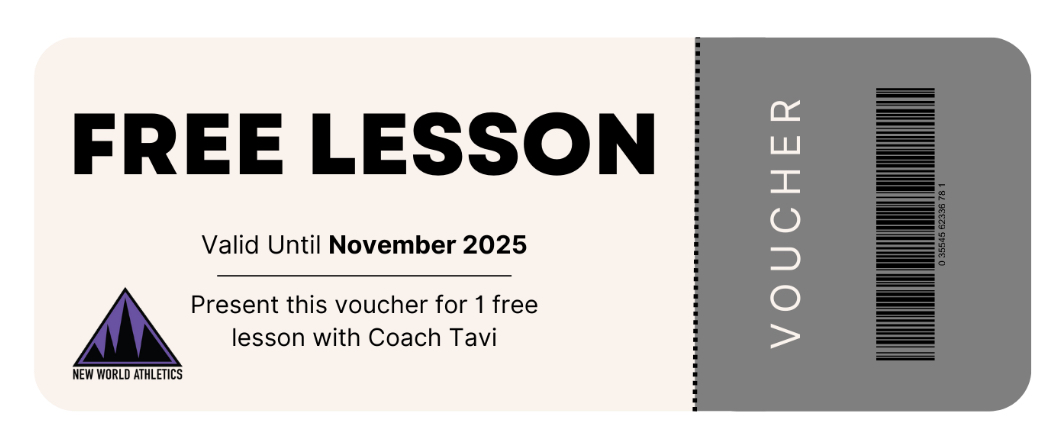 FREE LESSON
Valid Until November 2025
Present this voucher for 1 free
lesson with Coach Tavi
NEW WORLD ATHLETICS
VOUCHER
0 35545 62336 78 1